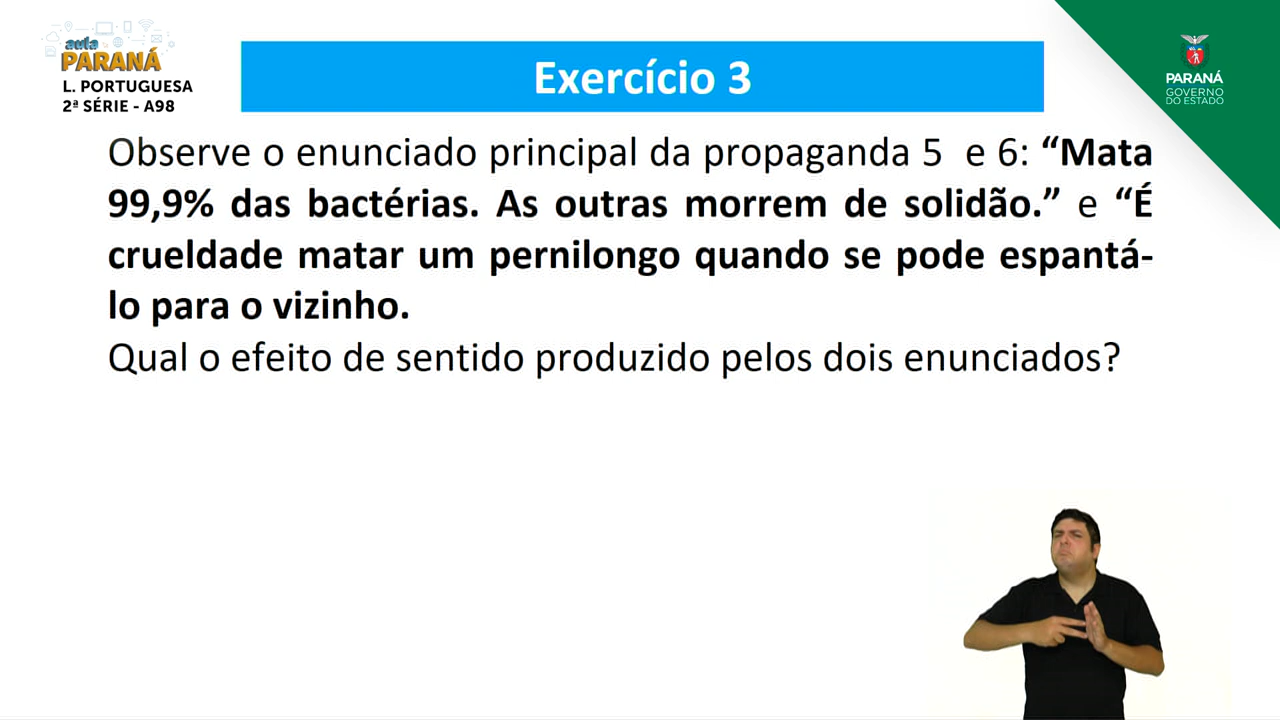 aula
PARANÁ
L. PORTUGUESA
2ª SÉRIE - A98
Exercício 3
PARANÁ
GOVERNO
DO ESTADO
Observe o enunciado principal da propaganda 5 e 6: “Mata
99,9% das bactérias. As outras morrem de solidão.” e “É
crueldade matar um pernilongo quando se pode espantá-
lo para o vizinho.
Qual o efeito de sentido produzido pelos dois enunciados?